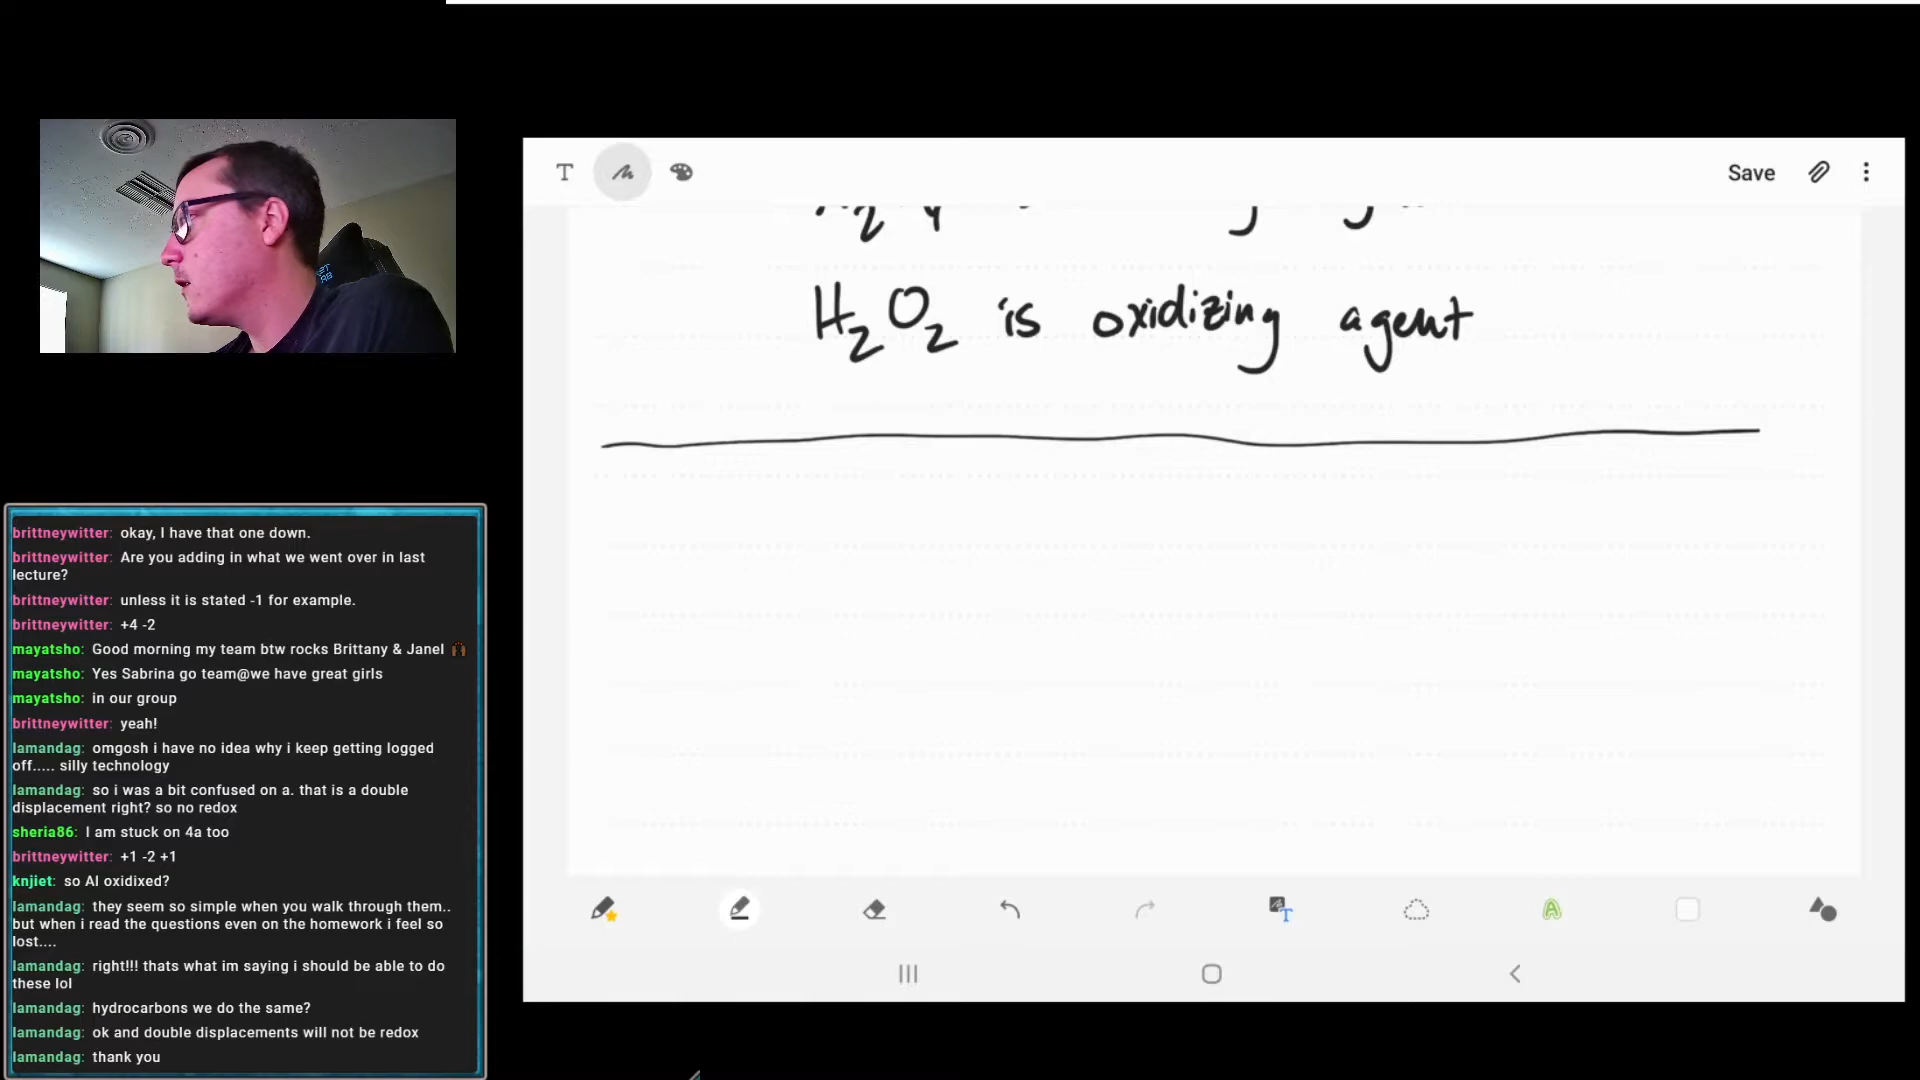 T
Save
H2O2 is oxidizing agent
brittneywitter: okay, I have that one down.
brittneywitter: Are you adding in what we went over in last
lecture?
brittneywitter: unless it is stated -1 for example.
brittneywitter: +4 -2
mayatsho: Good morning my team btw rocks Brittany & Janel
mayatsho: Yes Sabrina go team@we have great girls
mayatsho: in our group
brittneywitter: yeah!
lamandag: omgosh i have no idea why i keep getting logged
off..... silly technology
lamandag: so i was a bit confused on a. that is a double
displacement right? so no redox
sheria86: I am stuck on 4a too
brittneywitter: +1 -2 +1
knjiet: so Al oxidixed?
lamandag: they seem so simple when you walk through them..
but when i read the questions even on the homework i feel so
lost....
lamandag: right!!! thats what im saying i should be able to do
these lol
lamandag: hydrocarbons we do the same?
lamandag: ok and double displacements will not be redox
lamandag: thank you